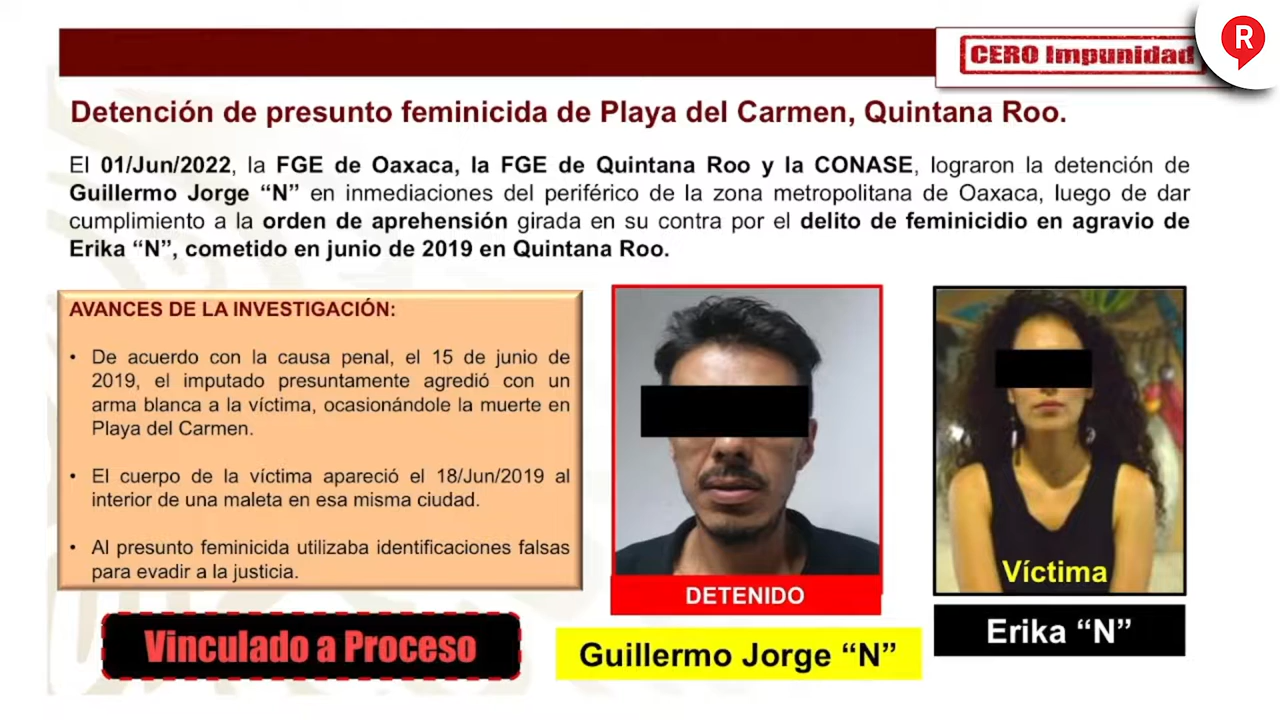 CERO Impunidad
R
Detención de presunto feminicida de Playa del Carmen, Quintana Roo.
El 01/Jun/2022, la FGE de Oaxaca, la FGE de Quintana Roo y la CONASE, lograron la detención de
Guillermo Jorge “N” en inmediaciones del periférico de la zona metropolitana de Oaxaca, luego de dar
cumplimiento a la orden de aprehensión girada en su contra por el delito de feminicidio en agravio de
Erika “N”, cometido en junio de 2019 en Quintana Roo.
AVANCES DE LA INVESTIGACIÓN:
• De acuerdo con la causa penal, el 15 de junio de
2019, el imputado presuntamente agredió con un
arma blanca a la víctima, ocasionándole la muerte en
Playa del Carmen.
• El cuerpo de la víctima apareció el 18/Jun/2019 al
interior de una maleta en esa misma ciudad.
• Al presunto feminicida utilizaba identificaciones falsas
para evadir a la justicia.
Vinculado a Proceso
DETENIDO
Guillermo Jorge “N”
Víctima
Erika “N”